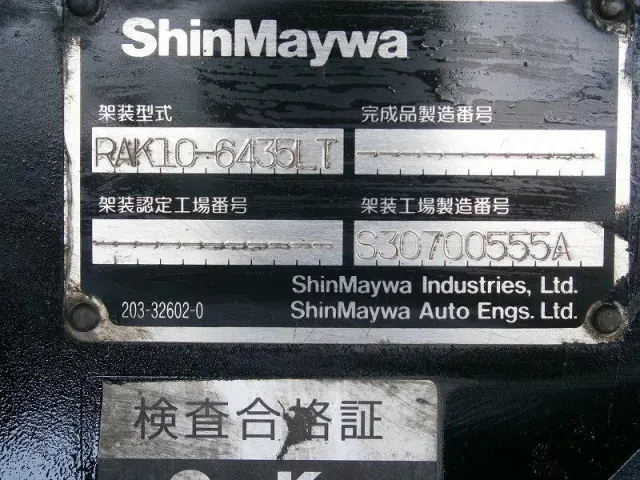 ShinMaywa
架装型式 完成品製造番号
RAK10-6435LT --------------------
架装認定工場番号 架装工場製造番号
-------------------- S30700555A
ShinMaywa Industries, Ltd.
203-32602-0 ShinMaywa Auto Engs. Ltd.
検査合格証